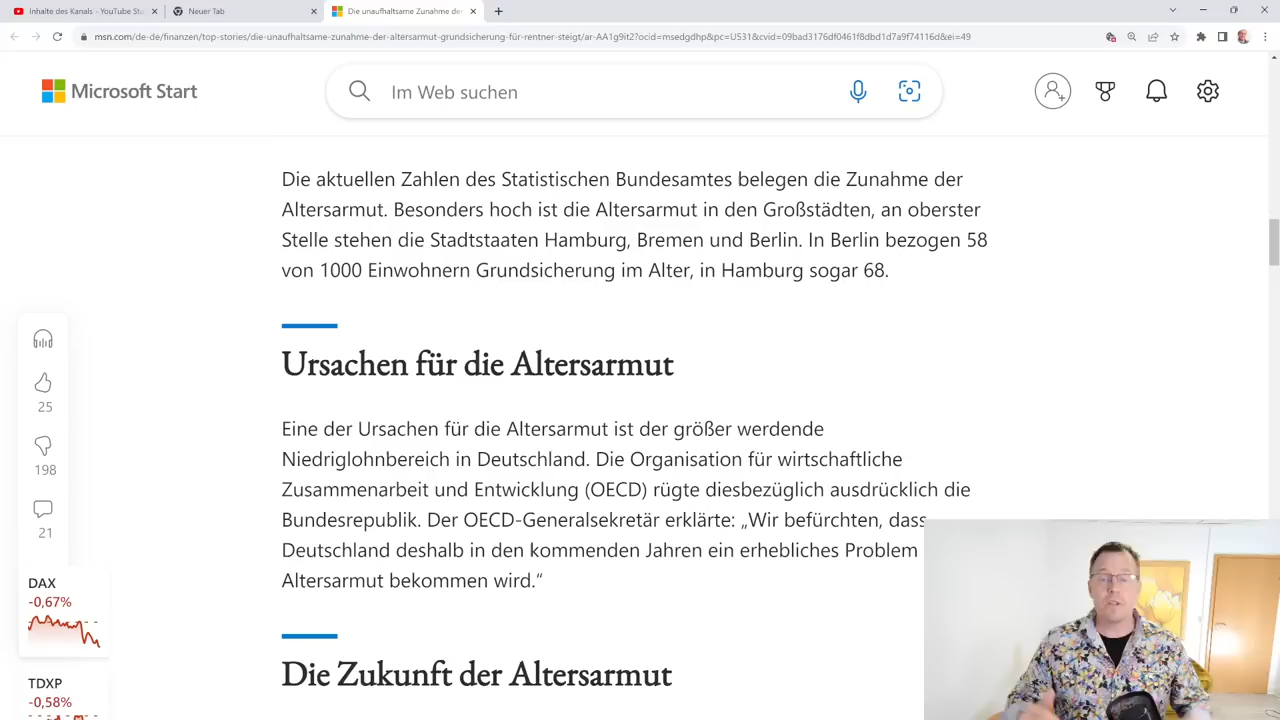 Inhalte des Kanals - YouTube Stu
Neuer Tab
Die unaufhaltsame Zunahme der
msn.com/de-de/finanzen/top-stories/die-unaufhaltsame-zunahme-der-altersarmut-grundsicherung-für-rentner-steigt/ar-AA1g9it2?ocid=msedgdhp&pc=U531&cvid=09bad3176df0461f8dbd1d7a9f74116d&ei=49
Microsoft Start
Im Web suchen
Die aktuellen Zahlen des Statistischen Bundesamtes belegen die Zunahme der
Altersarmut. Besonders hoch ist die Altersarmut in den Großstädten, an oberster
Stelle stehen die Stadtstaaten Hamburg, Bremen und Berlin. In Berlin bezogen 58
von 1000 Einwohnern Grundsicherung im Alter, in Hamburg sogar 68.
Ursachen für die Altersarmut
Eine der Ursachen für die Altersarmut ist der größer werdende
Niedriglohnbereich in Deutschland. Die Organisation für wirtschaftliche
Zusammenarbeit und Entwicklung (OECD) rügte diesbezüglich ausdrücklich die
Bundesrepublik. Der OECD-Generalsekretär erklärte: „Wir befürchten, dass
Deutschland deshalb in den kommenden Jahren ein erhebliches Problem
Altersarmut bekommen wird.“
Die Zukunft der Altersarmut
25
198
21
DAX
-0,67%
TDXP
-0,58%